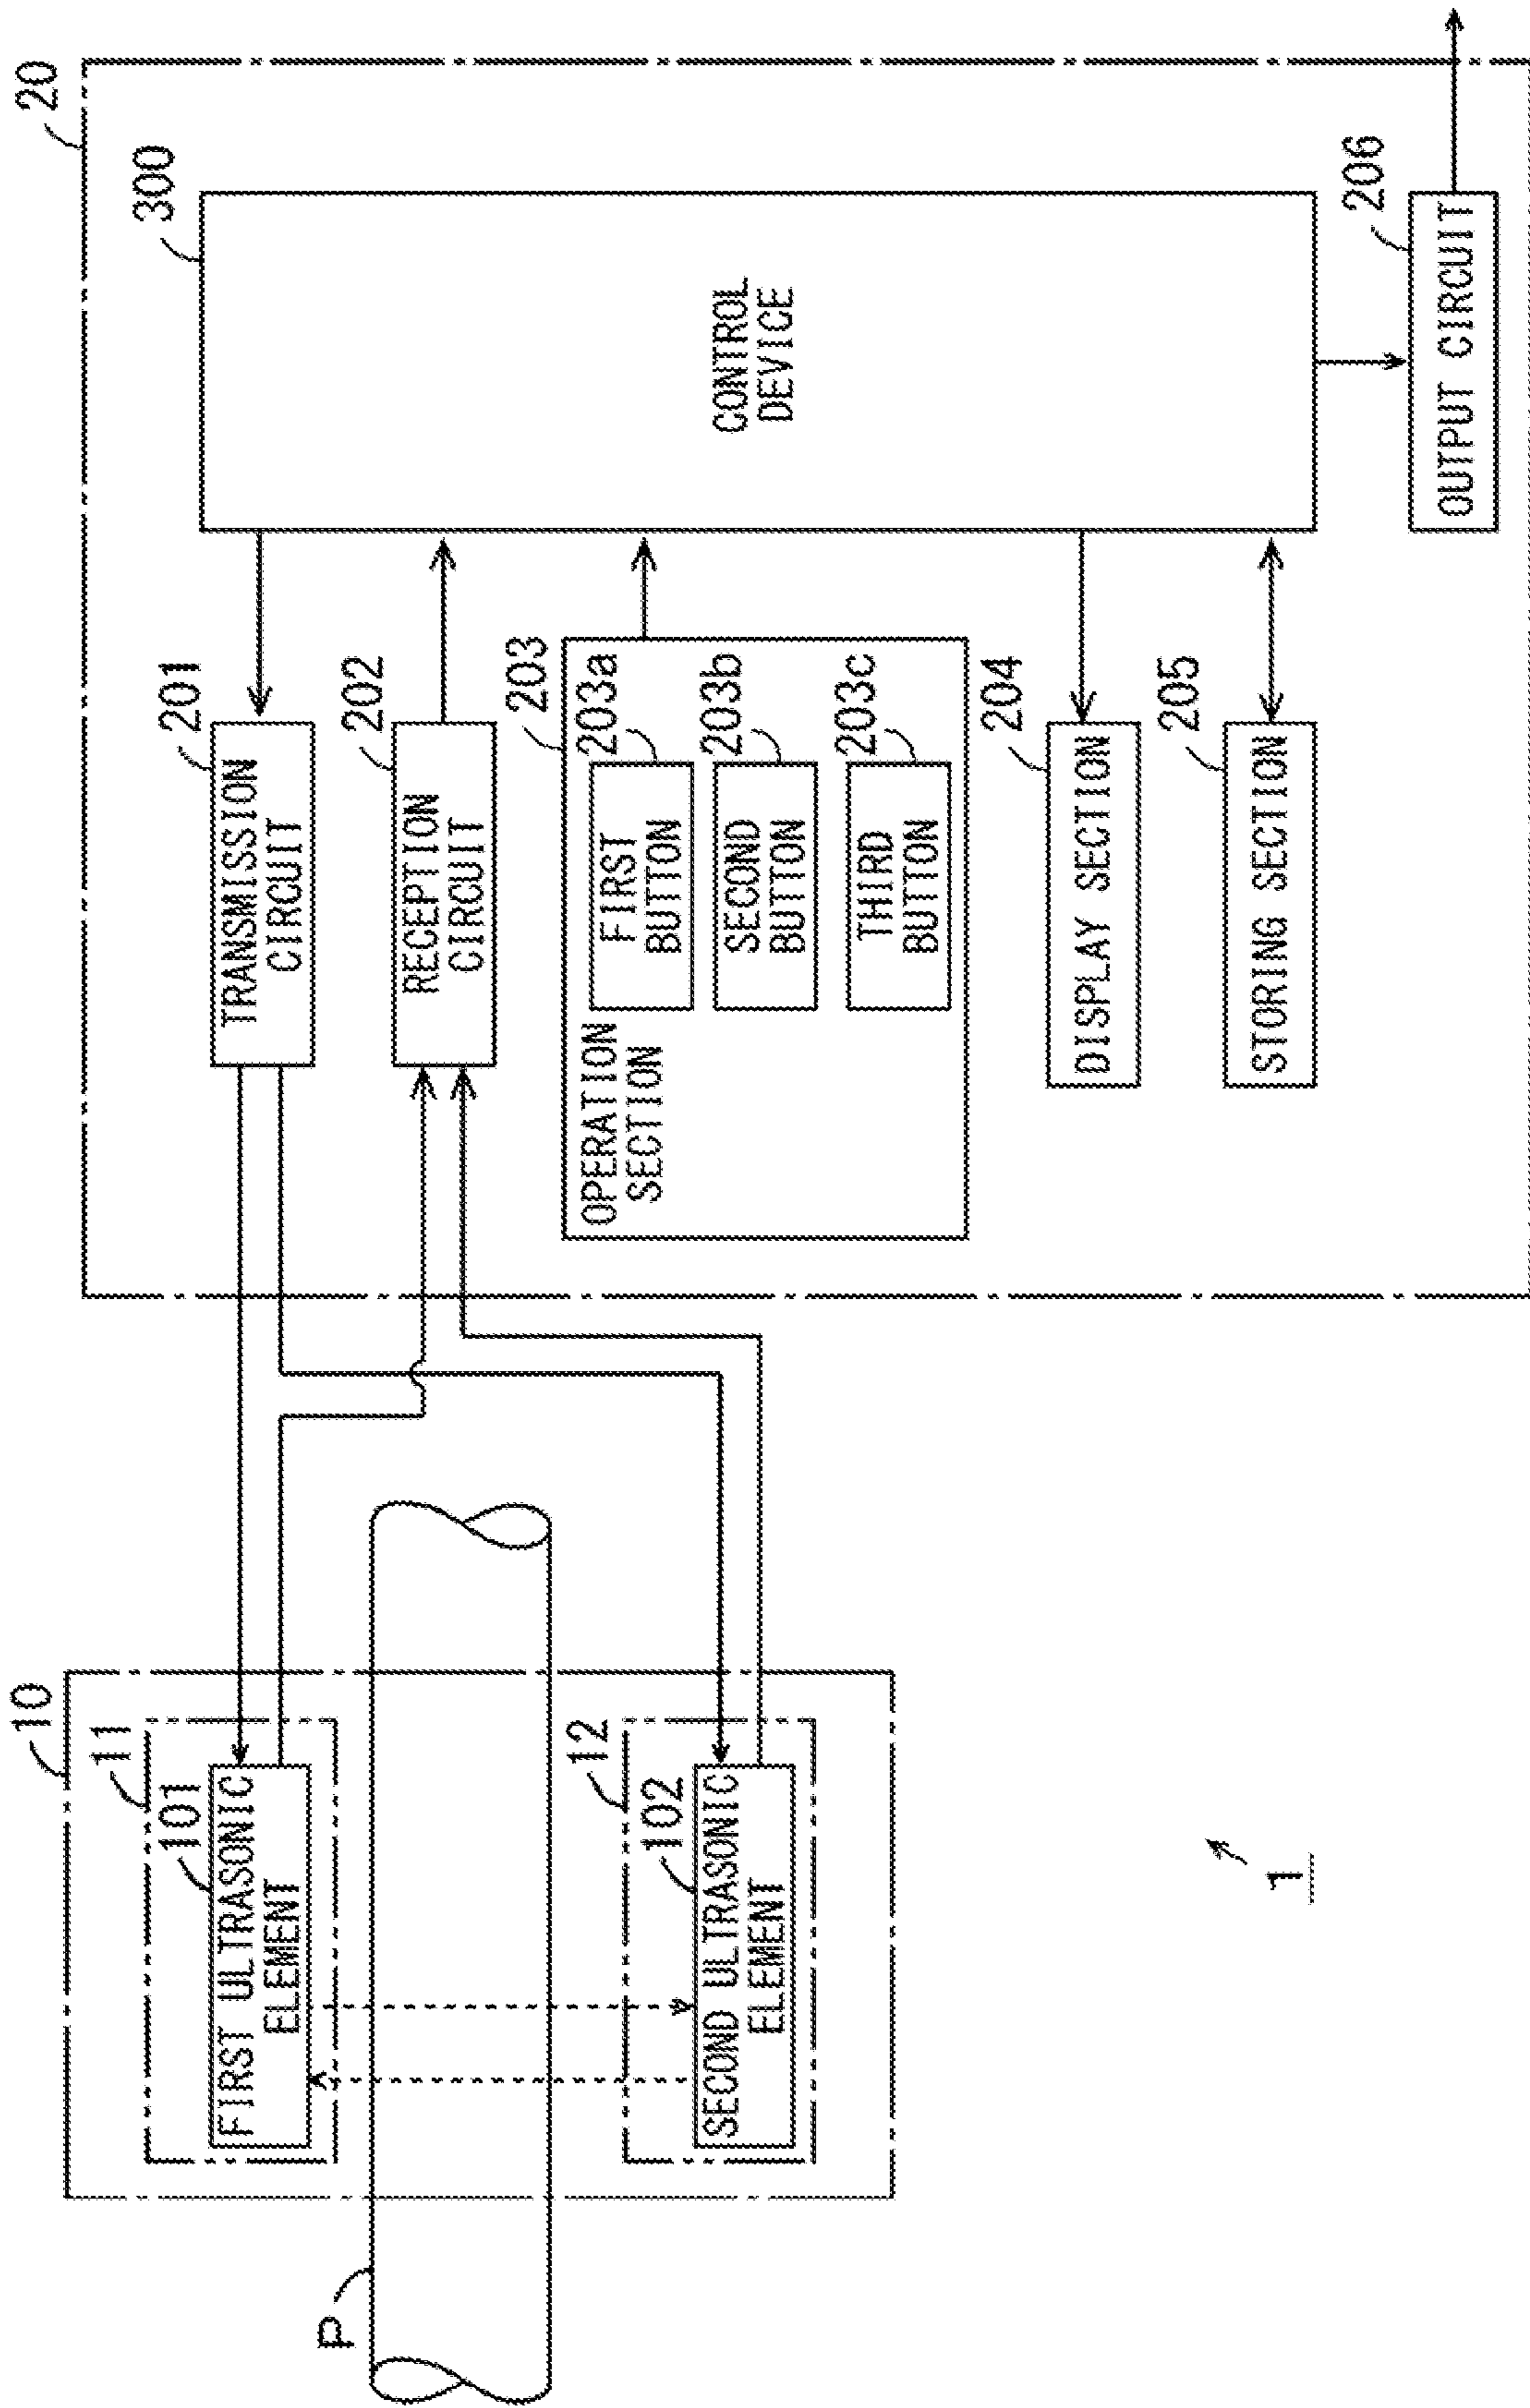 10
11
101
FIRST ULTRASONIC
ELEMENT
P
12
102
SECOND ULTRASONIC
ELEMENT
1
20
201
TRANSMISSION
CIRCUIT
202
RECEPTION
CIRCUIT
203
OPERATION
SECTION
203a
FIRST
BUTTON
203b
SECOND
BUTTON
203c
THIRD
BUTTON
204
DISPLAY SECTION
205
STORING SECTION
300
CONTROL
DEVICE
206
OUTPUT CIRCUIT